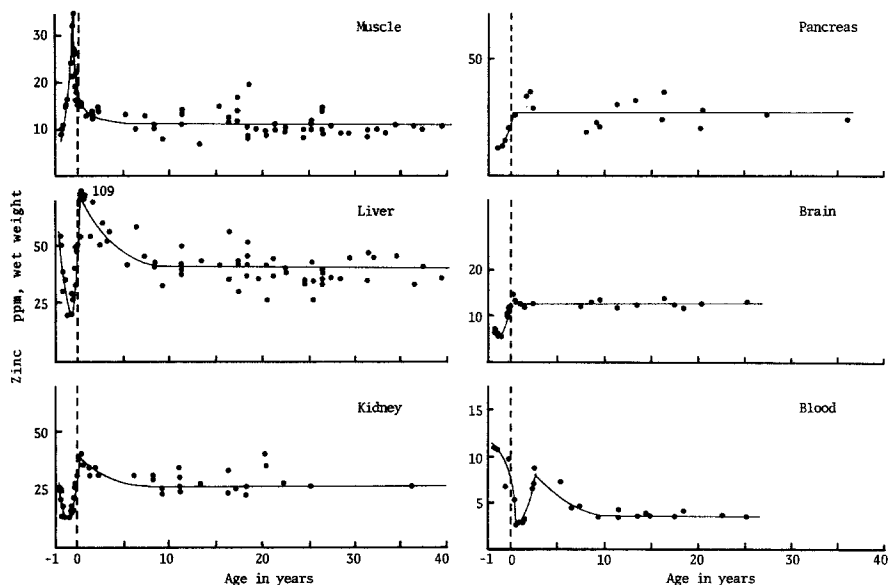 Muscle
30
20
10
Pancreas
50
109
Liver
50
25
Brain
20
10
Kidney
50
25
Blood
15
10
5
Zinc ppm, wet weight
-1 0 10 20 30 40
Age in years
-1 0 10 20 30 40
Age in years